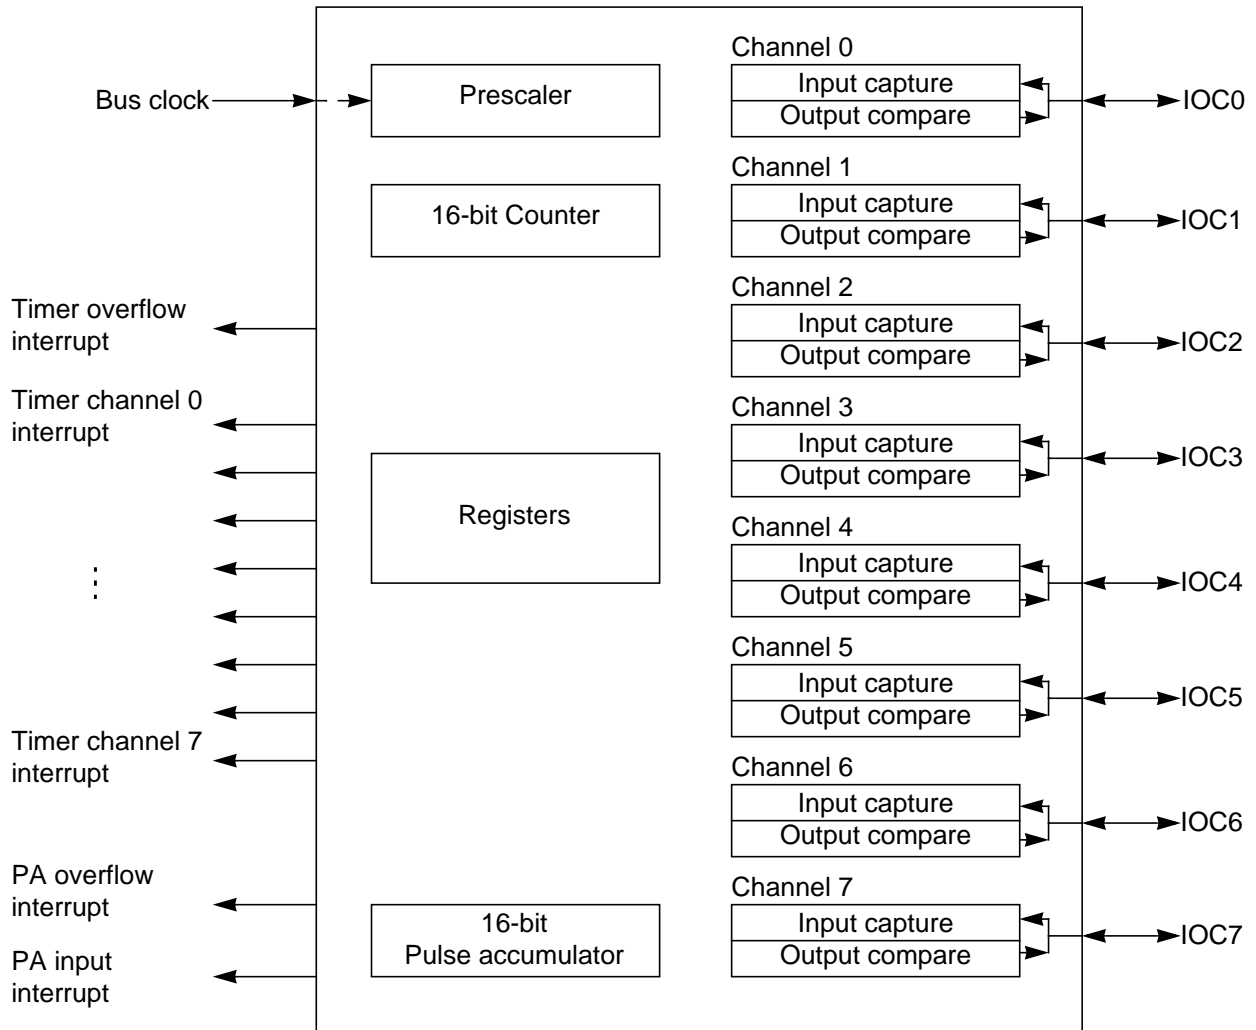 Channel 0
Bus clock
Prescaler
Input capture
Output compare
IOC0
Channel 1
16-bit Counter
Input capture
Output compare
IOC1
Channel 2
Timer overflow
interrupt
Input capture
Output compare
IOC2
Timer channel 0
interrupt
Channel 3
Input capture
Output compare
IOC3
Registers
Channel 4
Input capture
Output compare
IOC4
Channel 5
Input capture
Output compare
IOC5
Timer channel 7
interrupt
Channel 6
Input capture
Output compare
IOC6
PA overflow
interrupt
Channel 7
16-bit
Pulse accumulator
Input capture
Output compare
IOC7
PA input
interrupt